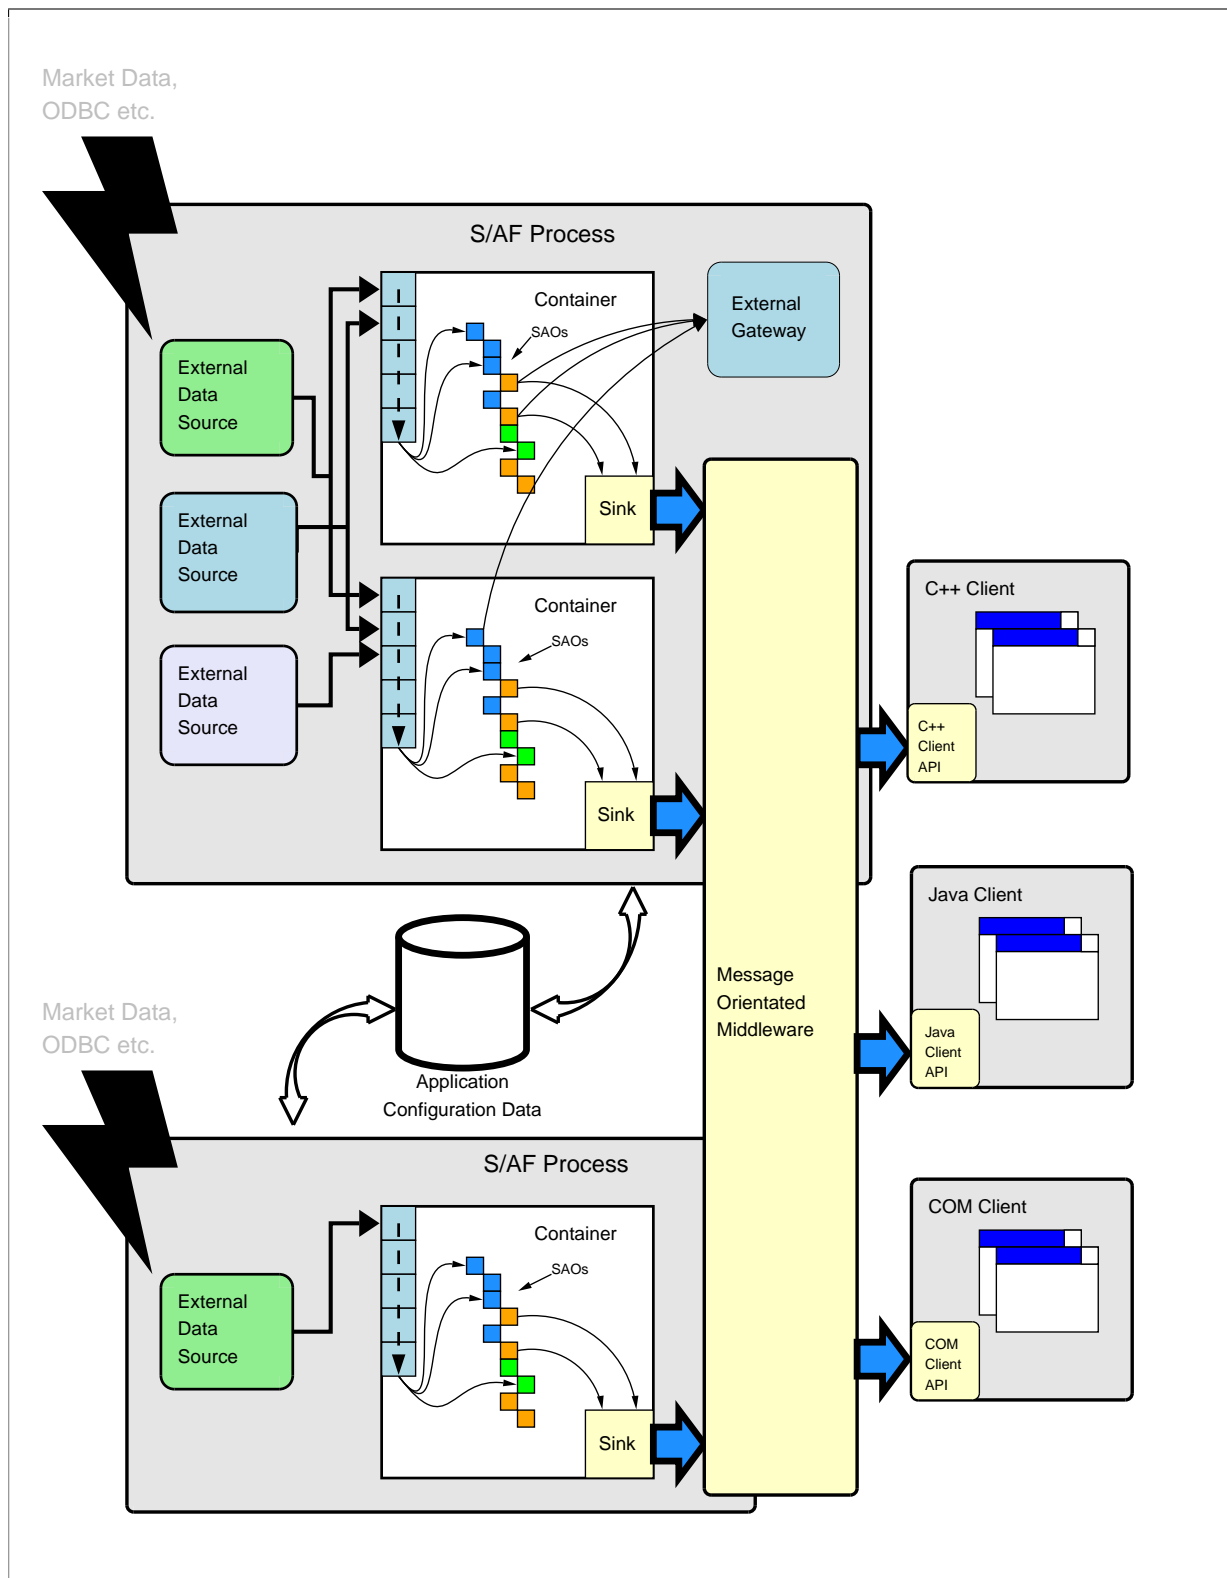 Market Data,
ODBC etc.
S/AF Process
Container
SAOs
External
Gateway
External
Data
Source
External
Data
Source
Sink
External
Data
Source
Container
SAOs
Sink
C++ Client
C++
Client
API
Java Client
Java
Client
API
Message
Orientated
Middleware
Application
Configuration Data
Market Data,
ODBC etc.
S/AF Process
Container
SAOs
External
Data
Source
Sink
COM Client
COM
Client
API